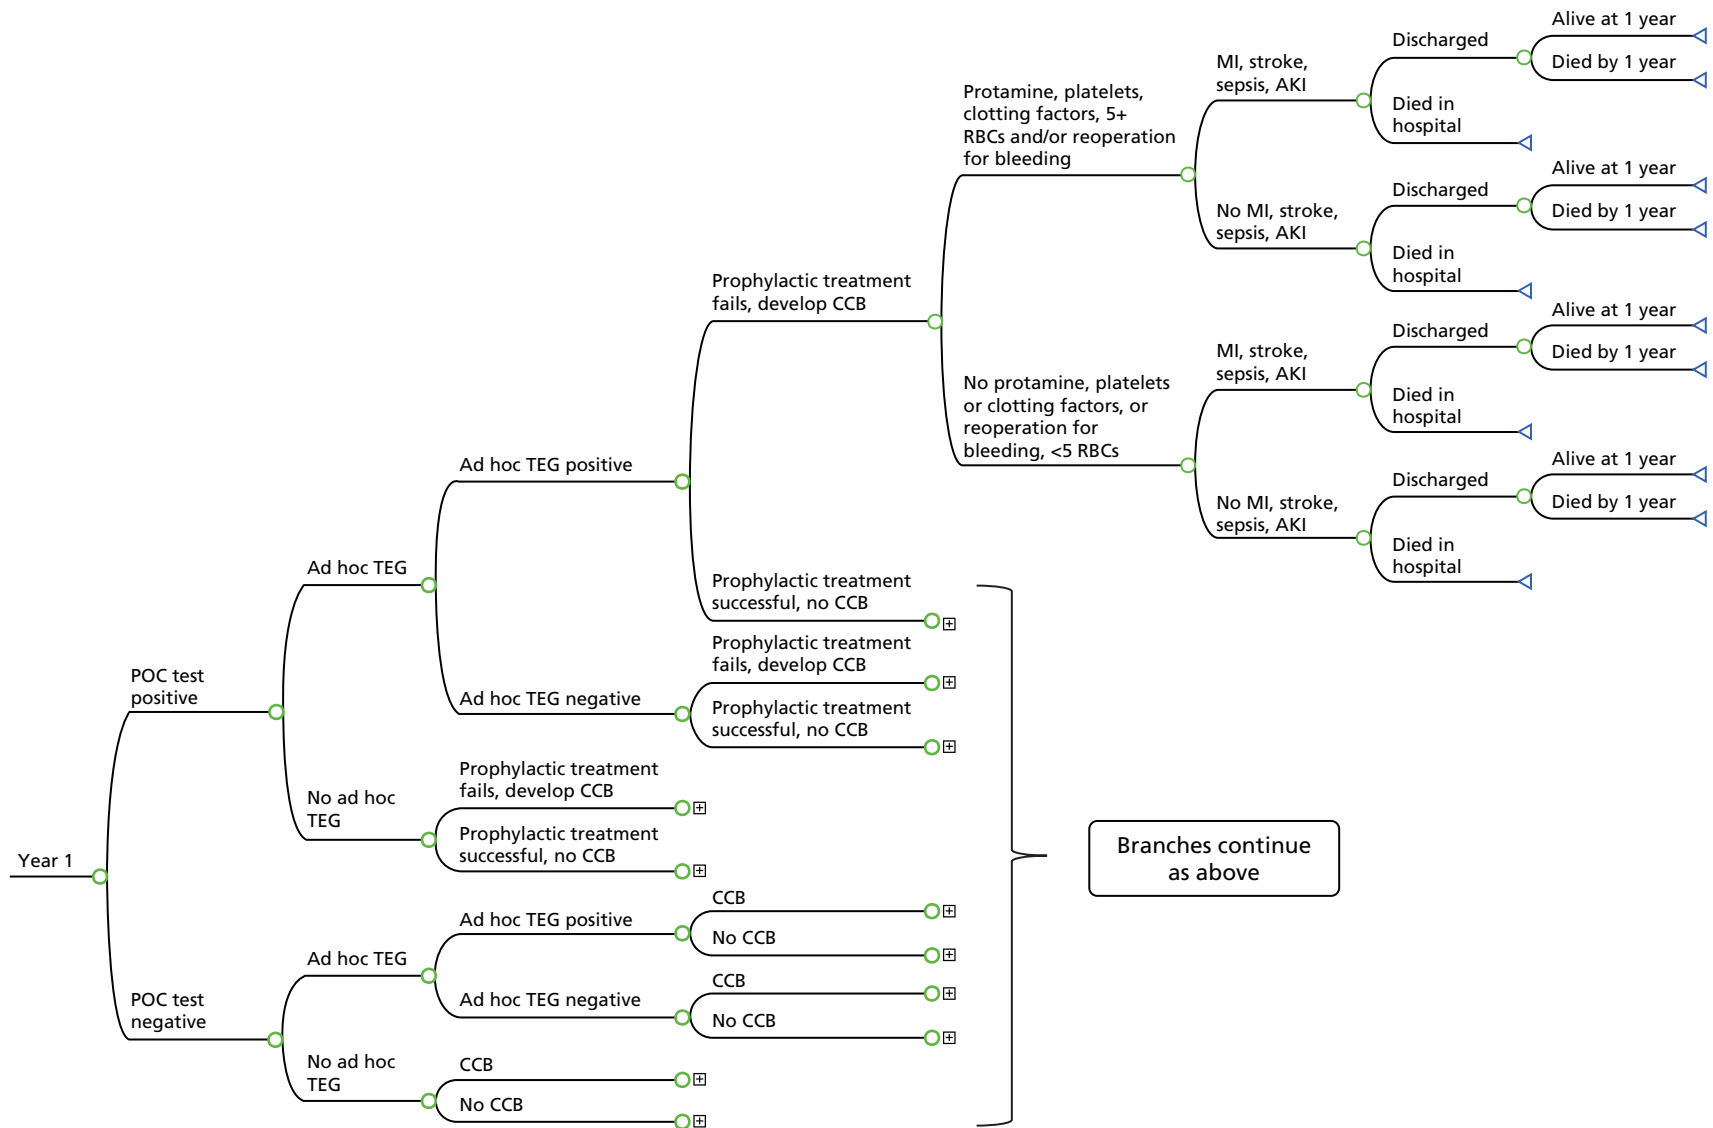 Year 1
POC test
positive
POC test
negative
Ad hoc TEG
No ad hoc
TEG
Ad hoc TEG
No ad hoc
TEG
Ad hoc TEG positive
Ad hoc TEG negative
Prophylactic treatment
fails, develop CCB
Prophylactic treatment
successful, no CCB
Ad hoc TEG positive
Ad hoc TEG negative
CCB
No CCB
Prophylactic treatment
fails, develop CCB
Prophylactic treatment
successful, no CCB
Prophylactic treatment
fails, develop CCB
Prophylactic treatment
successful, no CCB
CCB
No CCB
CCB
No CCB
Protamine, platelets,
clotting factors, 5+
RBCs and/or reoperation
for bleeding
No protamine, platelets
or clotting factors, or
reoperation for
bleeding, <5 RBCs
MI, stroke,
sepsis, AKI
No MI, stroke,
sepsis, AKI
MI, stroke,
sepsis, AKI
No MI, stroke,
sepsis, AKI
Discharged
Died in
hospital
Discharged
Died in
hospital
Discharged
Died in
hospital
Discharged
Died in
hospital
Alive at 1 year
Died by 1 year
Alive at 1 year
Died by 1 year
Alive at 1 year
Died by 1 year
Alive at 1 year
Died by 1 year
Branches continue
as above